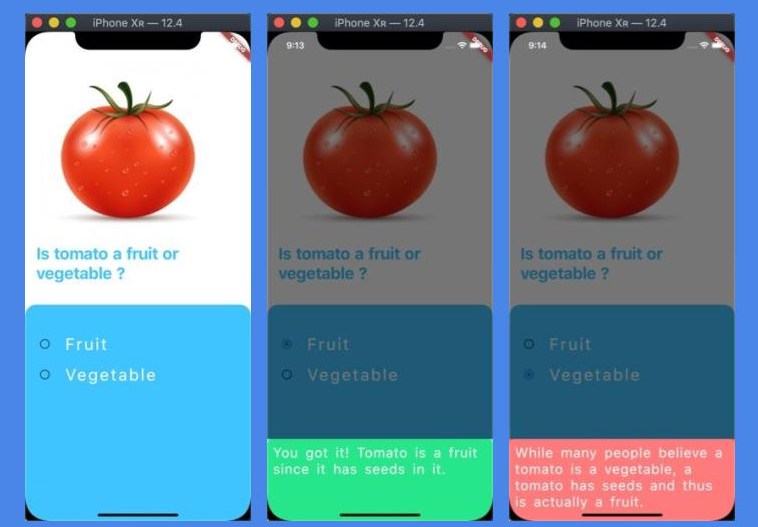 iPhone XR — 12.4
Is tomato a fruit or
vegetable ?
Fruit
Vegetable
iPhone XR — 12.4
9:13
DEBUG
Is tomato a fruit or
vegetable ?
Fruit
Vegetable
You got it! Tomato is a fruit
since it has seeds in it.
iPhone XR — 12.4
9:14
DEBUG
Is tomato a fruit or
vegetable ?
Fruit
Vegetable
While many people believe a
tomato is a vegetable, a
tomato has seeds and thus
is actually a fruit.